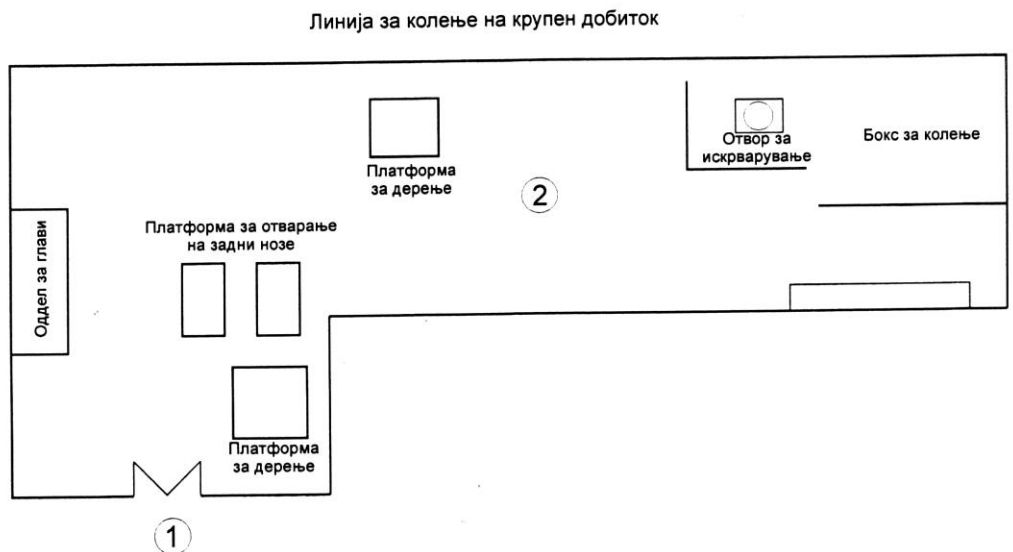 Линија за колење на крупен добиток
Отвор за
искрварување
Бокс за колење
Платформа
за дерење
2
Платформа за отварање
на задни нозе
Оддел за глави
Платформа
за дерење
1